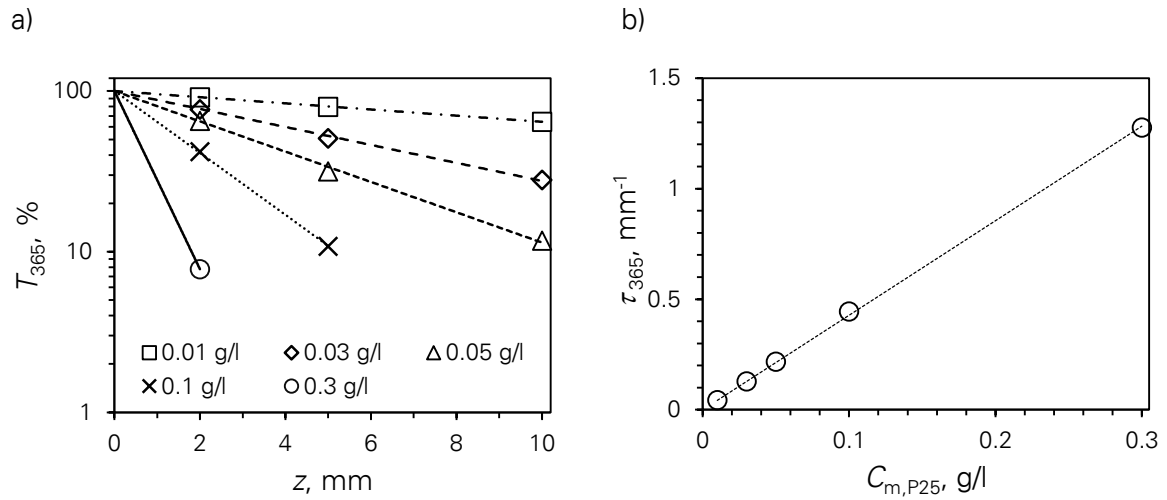 a)
100
10
1
T365, %
0 2 4 6 8 10
z, mm
0.01 g/l 0.03 g/l 0.05 g/l
0.1 g/l 0.3 g/l
b)
1.5
1
0.5
0
τ365, mm-1
0 0.1 0.2 0.3
Cm,P25, g/l